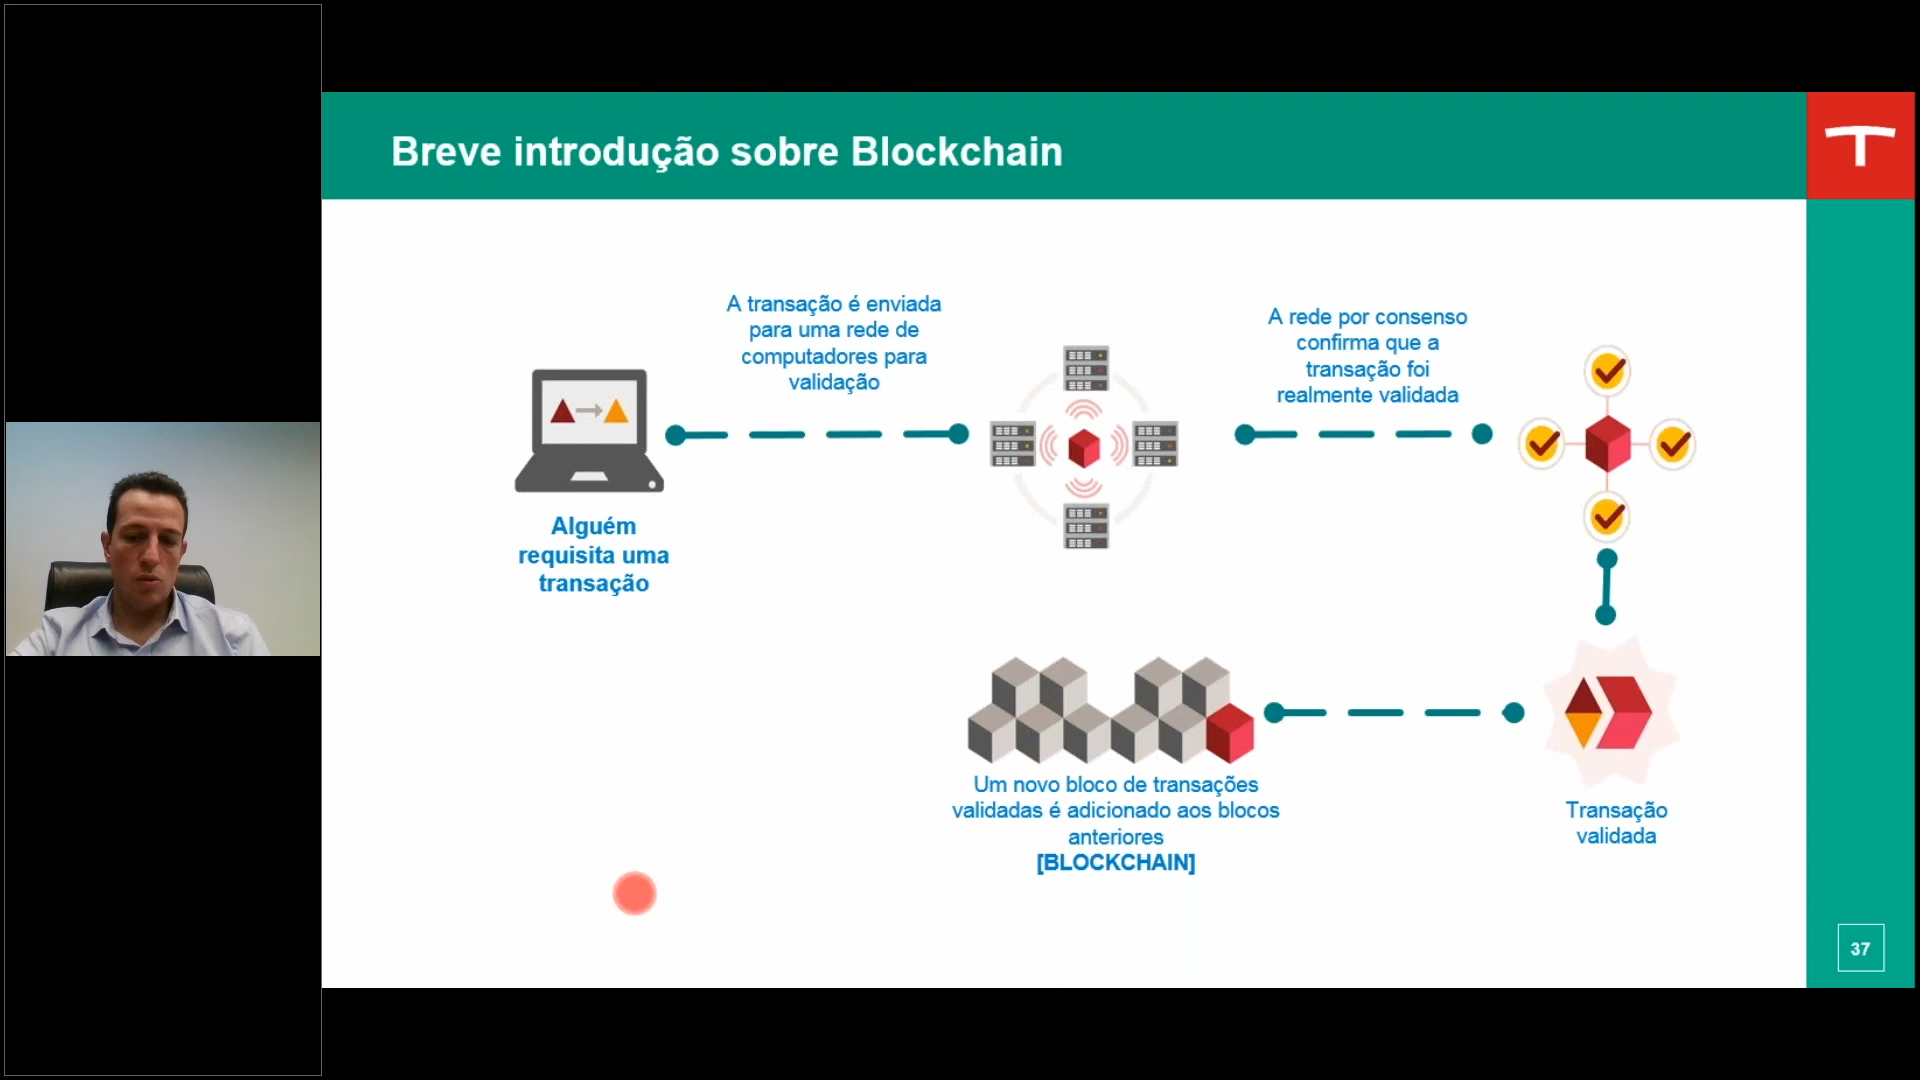 Breve introdução sobre Blockchain
A transação é enviada
para uma rede de
computadores para
validação
A rede por consenso
confirma que a
transação foi
realmente validada
Alguém
requisita uma
transação
Um novo bloco de transações
validadas é adicionado aos blocos
anteriores
[BLOCKCHAIN]
Transação
validada
37